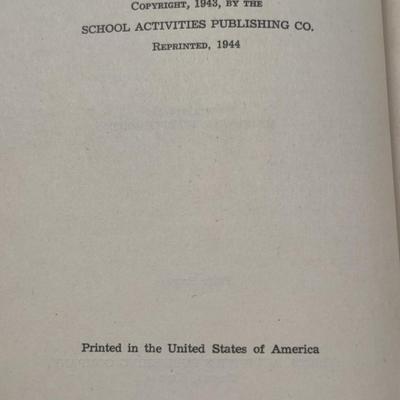 COPYRIGHT, 1943, BY THE
SCHOOL ACTIVITIES PUBLISHING CO.
REPRINTED, 1944
Printed in the United States of America